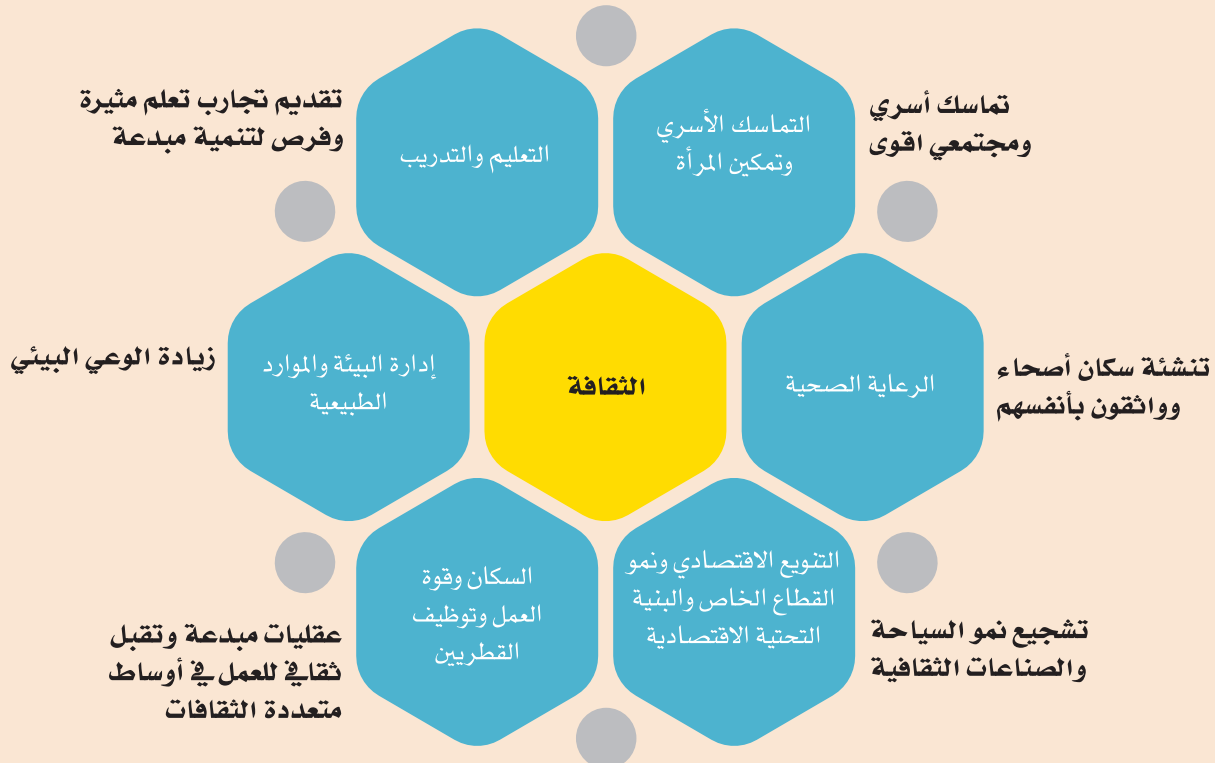 تماسك أسري
ومجتمعي اقوى
التماسك الأسري
وتمكين المرأة
التعليم والتدريب
تقديم تجارب تعلم مثيرة
وفرص لتنمية مبدعة
تنشئة سكان أصحاء
وواثقون بأنفسهم
الرعاية الصحية
الثقافة
إدارة البيئة والموارد
الطبيعية
زيادة الوعي البيئي
تشجيع نمو السياحة
والصناعات الثقافية
التنويع الاقتصادي ونمو
القطاع الخاص والبنية
التحتية الاقتصادية
السكان وقوة
العمل وتوظيف
القطريين
عقليات مبدعة وتقبل
ثقافي للعمل في أوساط
متعددة الثقافات